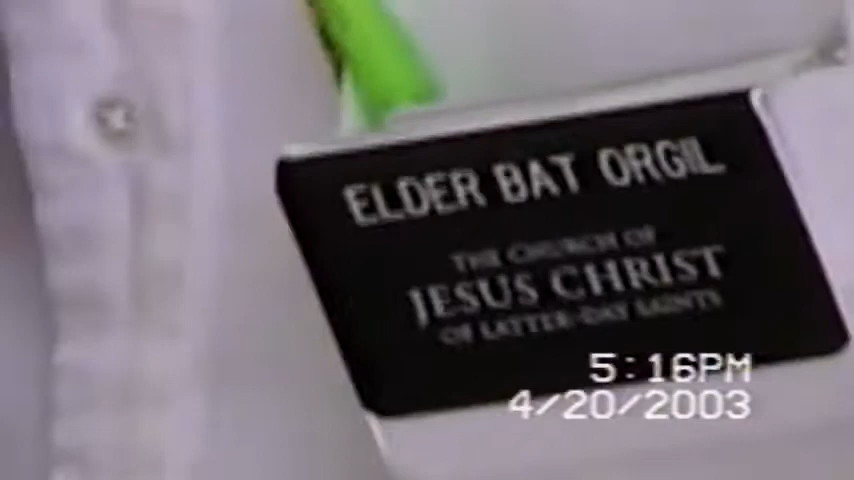 ELDER BAT ORGIL
THE CHURCH OF
JESUS CHRIST
OF LATTER-DAY SAINTS
5:16PM
4/20/2003